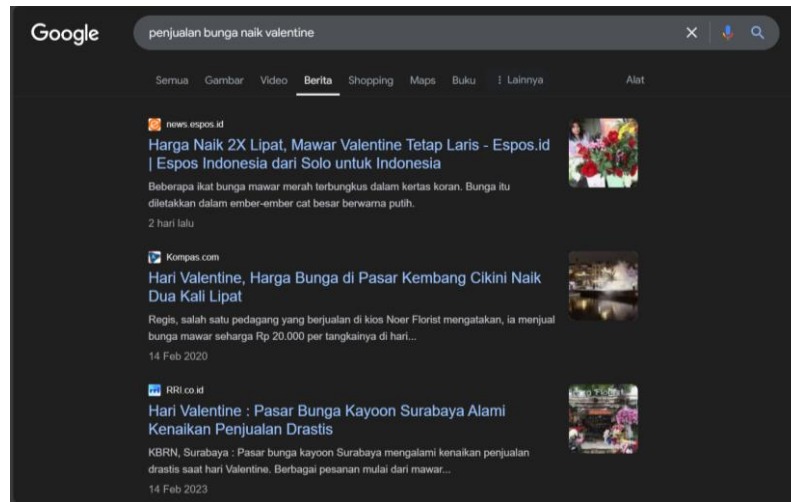 Google
penjualan bunga naik valentine
Semua Gambar Video Berita Shopping Maps Buku Lainnya Alat
news.espos.id
Harga Naik 2X Lipat, Mawar Valentine Tetap Laris - Espos.id
| Espos Indonesia dari Solo untuk Indonesia
Beberapa ikat bunga mawar merah terbungkus dalam kertas koran. Bunga itu
diletakkan dalam ember-ember cat besar berwarna putih.
2 hari lalu
Kompas.com
Hari Valentine, Harga Bunga di Pasar Kembang Cikini Naik
Dua Kali Lipat
Regis, salah satu pedagang yang berjualan di kios Noer Florist mengatakan, ia menjual
bunga mawar seharga Rp 20.000 per tangkainya di hari...
14 Feb 2020
RRI.co.id
Hari Valentine : Pasar Bunga Kayoon Surabaya Alami
Kenaikan Penjualan Drastis
KBRN, Surabaya : Pasar bunga kayoon Surabaya mengalami kenaikan penjualan
drastis saat hari Valentine. Berbagai pesanan mulai dari mawar...
14 Feb 2023